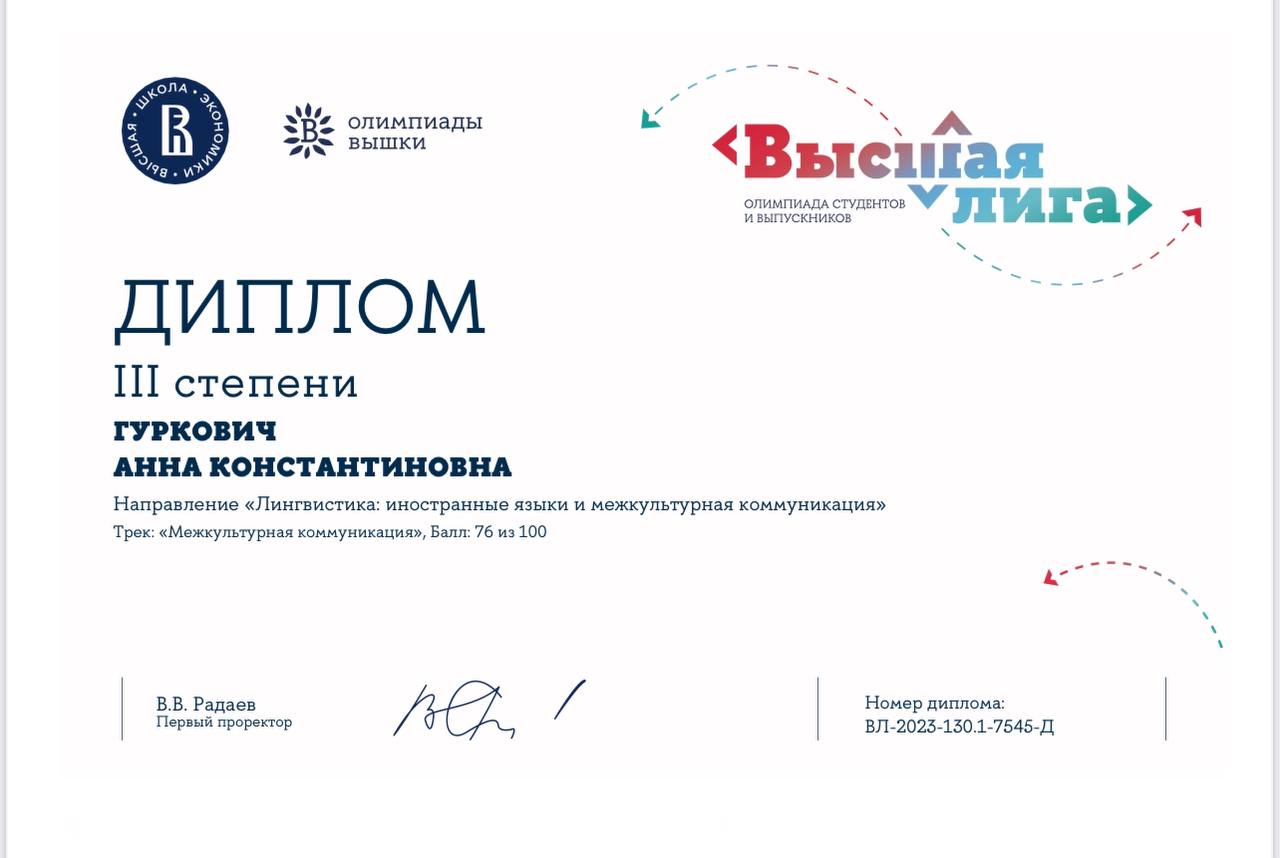 ВЫСШАЯ • ШКОЛА • ЭКОНОМИКИ •
В
олимпиады
вышки
Высшая
лига
ОЛИМПИАДА СТУДЕНТОВ
И ВЫПУСКНИКОВ
ДИПЛОМ
III степени
ГУРКОВИЧ
АННА КОНСТАНТИНОВНА
Направление «Лингвистика: иностранные языки и межкультурная коммуникация»
Трек: «Межкультурная коммуникация», Балл: 76 из 100
В.В. Радаев
Первый проректор
Номер диплома:
ВЛ-2023-130.1-7545-Д